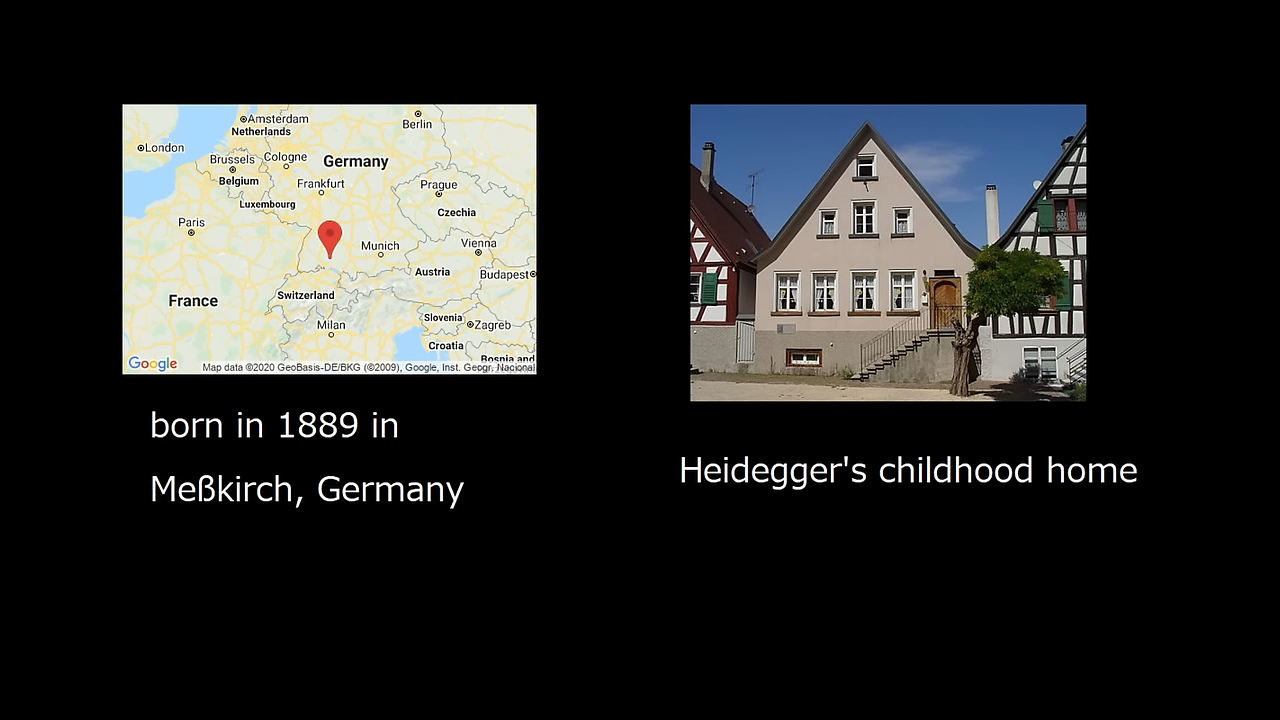 Amsterdam
Netherlands
Berlin
London
Brussels
Cologne
Germany
Belgium
Frankfurt
Prague
Luxembourg
Czechia
Paris
Munich
Vienna
Austria
Budapest
Switzerland
France
Slovenia
Milan
Zagreb
Croatia
Bosnia and
Google
Map data ©2020 GeoBasis-DE/BKG (©2009), Google, Inst. Geogr. Nacional
born in 1889 in
Meßkirch, Germany
Heidegger's childhood home